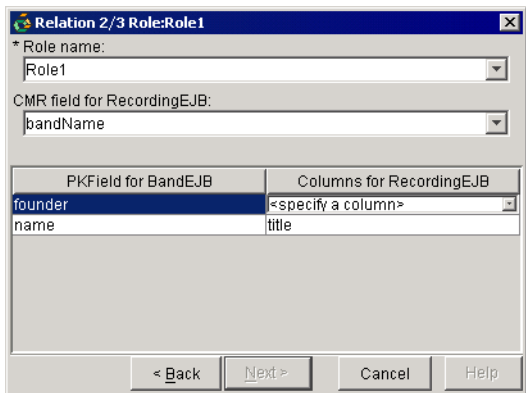 Relation 2/3 Role:Role1
* Role name:
Role1
CMR field for RecordingEJB:
bandName
PKField for BandEJB Columns for RecordingEJB
founder <specify a column>
name title
< Back Next > Cancel Help